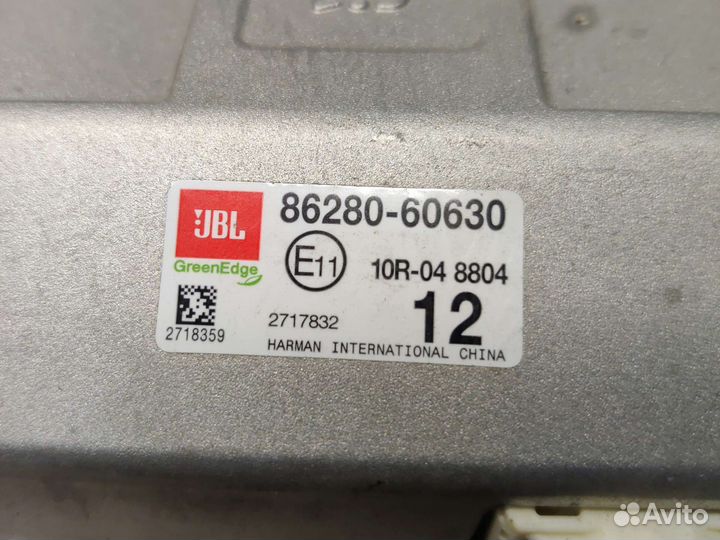 JBL
86280-60630
GreenEdge
E11
10R-04 8804
2718359
2717832
12
HARMAN INTERNATIONAL CHINA
Avito